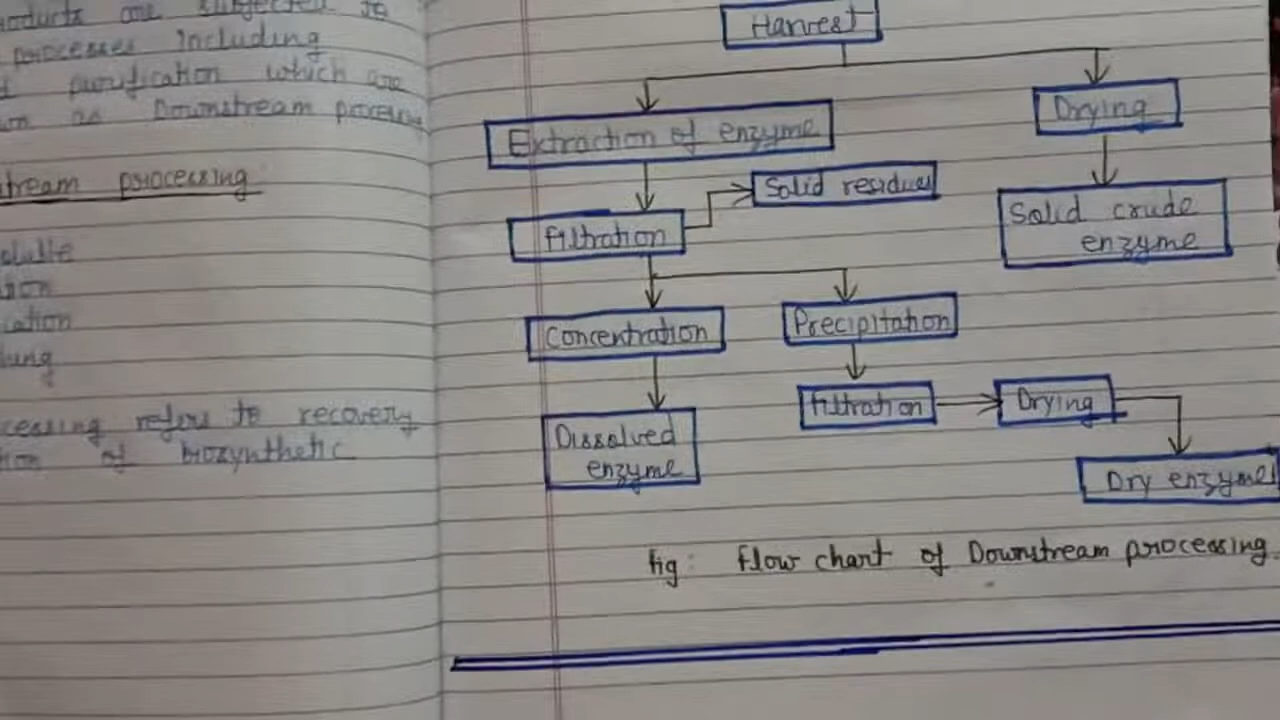 products are subjected to
processes including
purification which are
as Downstream processing
stream processing
refers to recovery
of biosynthetic
Harvest
Extraction of enzyme
Drying
Solid residues
filtration
Solid crude
enzyme
Concentration
Precipitation
filtration
Drying
Dissolved
enzyme
Dry enzyme
fig: flow chart of Downstream processing.